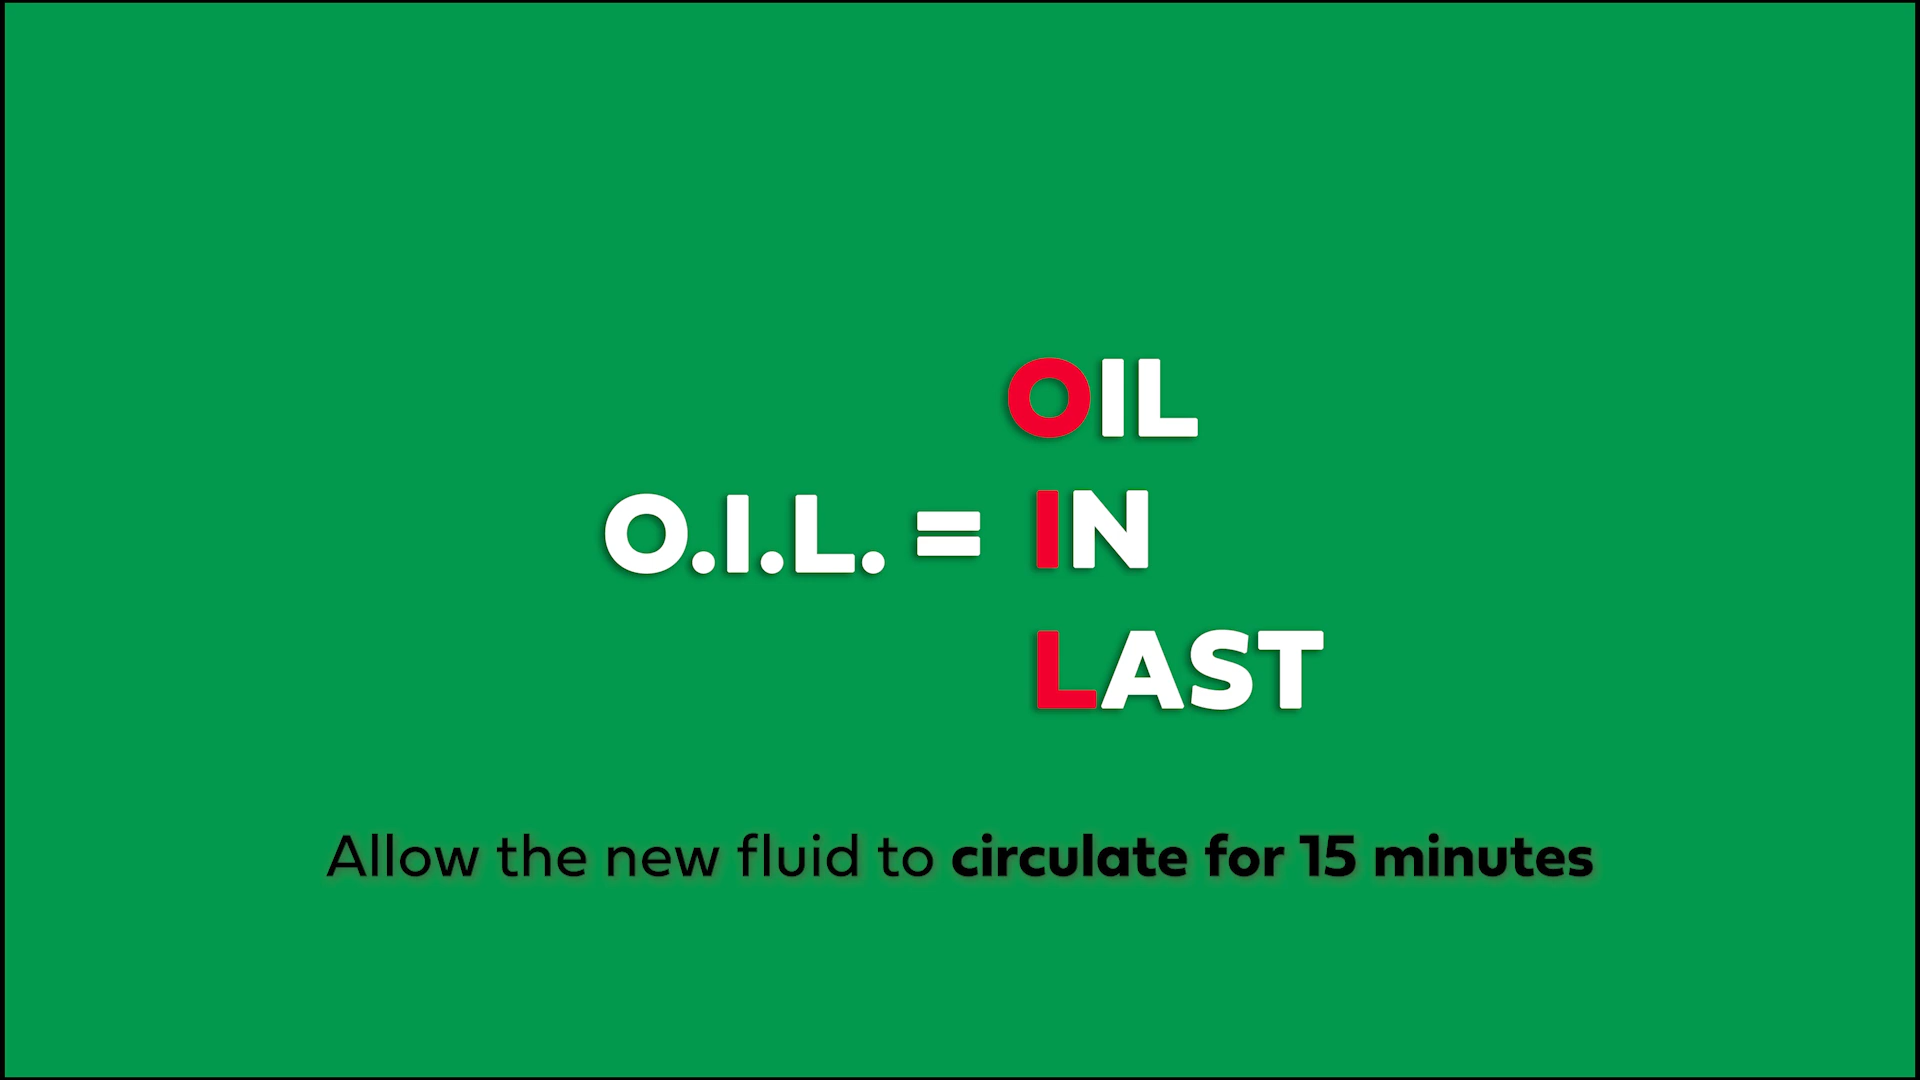 OIL
O.I.L. = IN
LAST
Allow the new fluid to circulate for 15 minutes